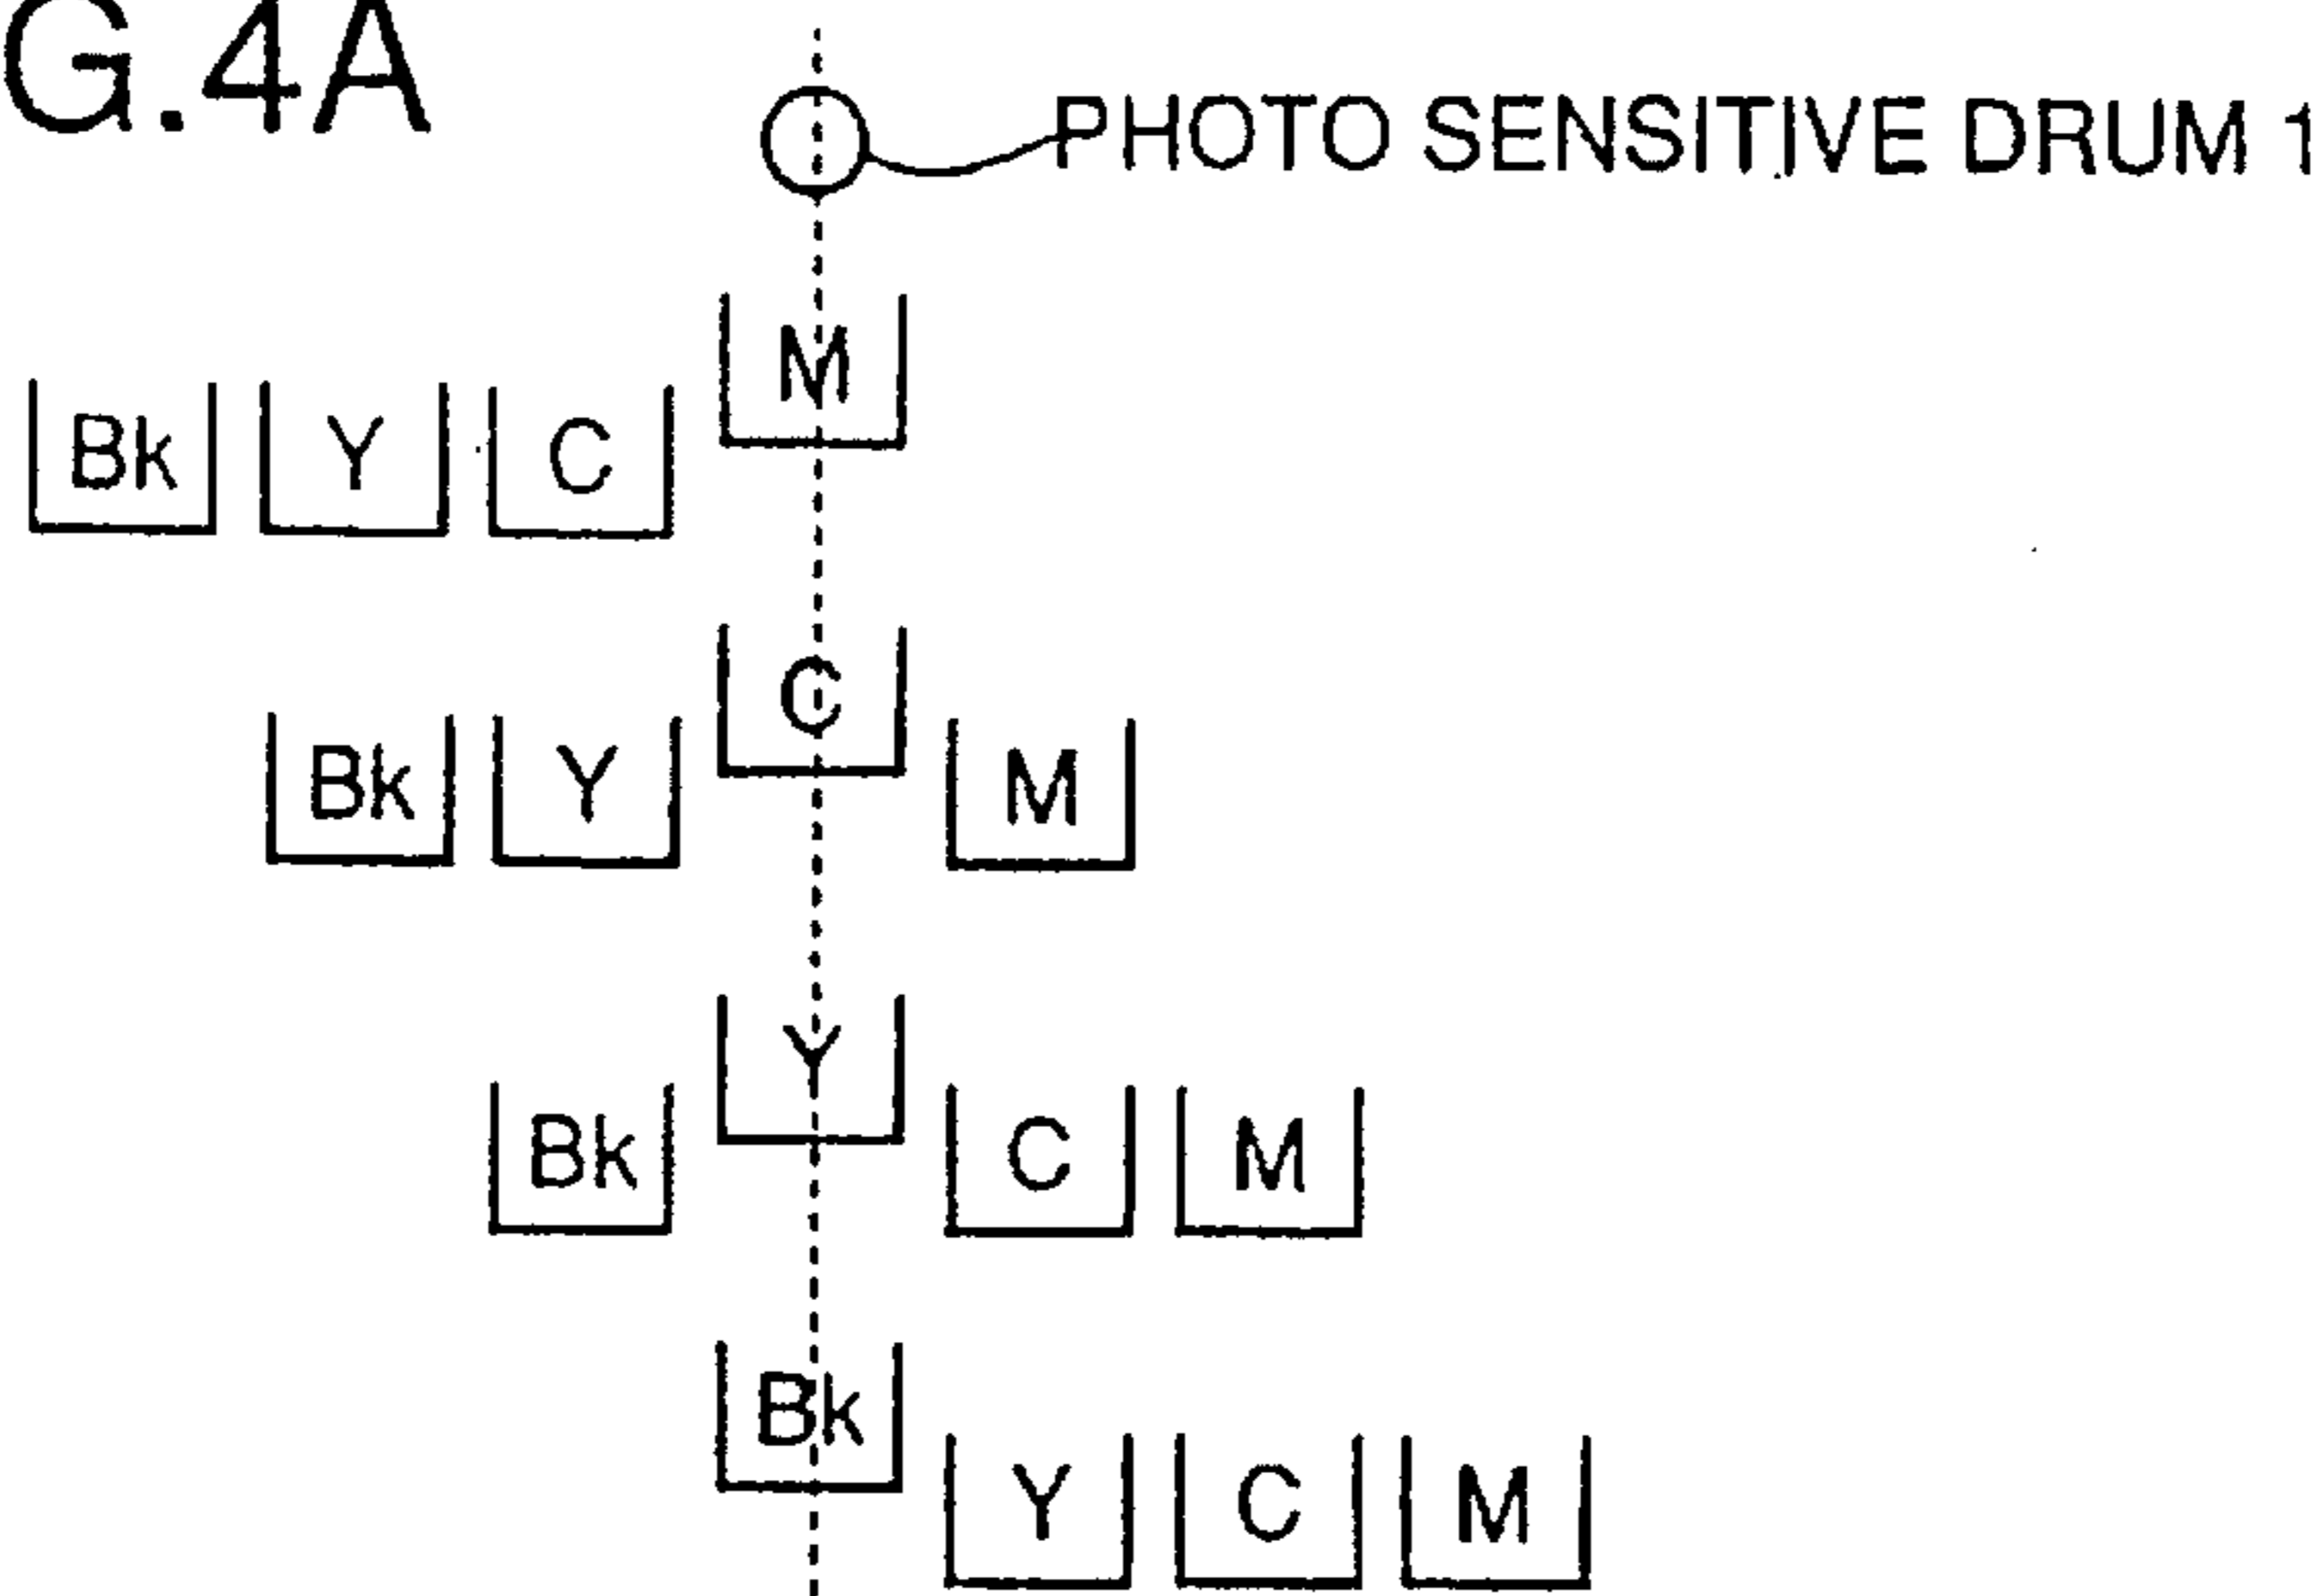 G.4A
PHOTO SENSITIVE DRUM 1
M
Bk Y C
C
Bk Y M
Y
Bk C M
Bk
Y C M